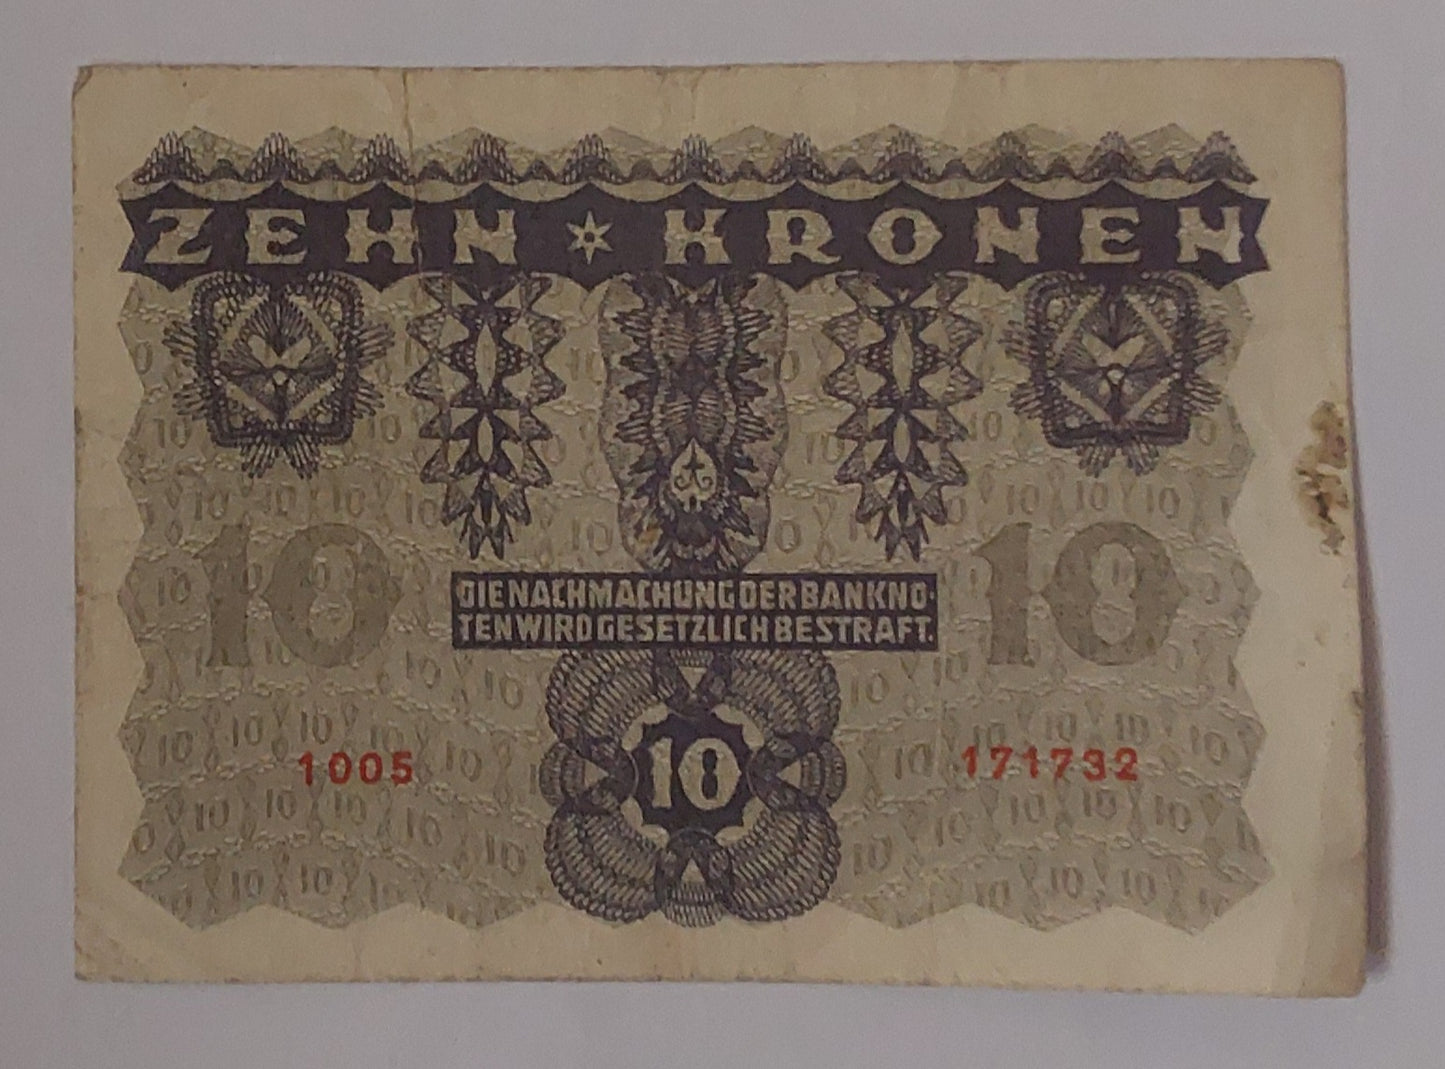 ZEHN * KRONEN
10 10
DIE NACHMACHUNG DER BANKNO-
TEN WIRD GESETZLICH BESTRAFT.
1005 10 171732